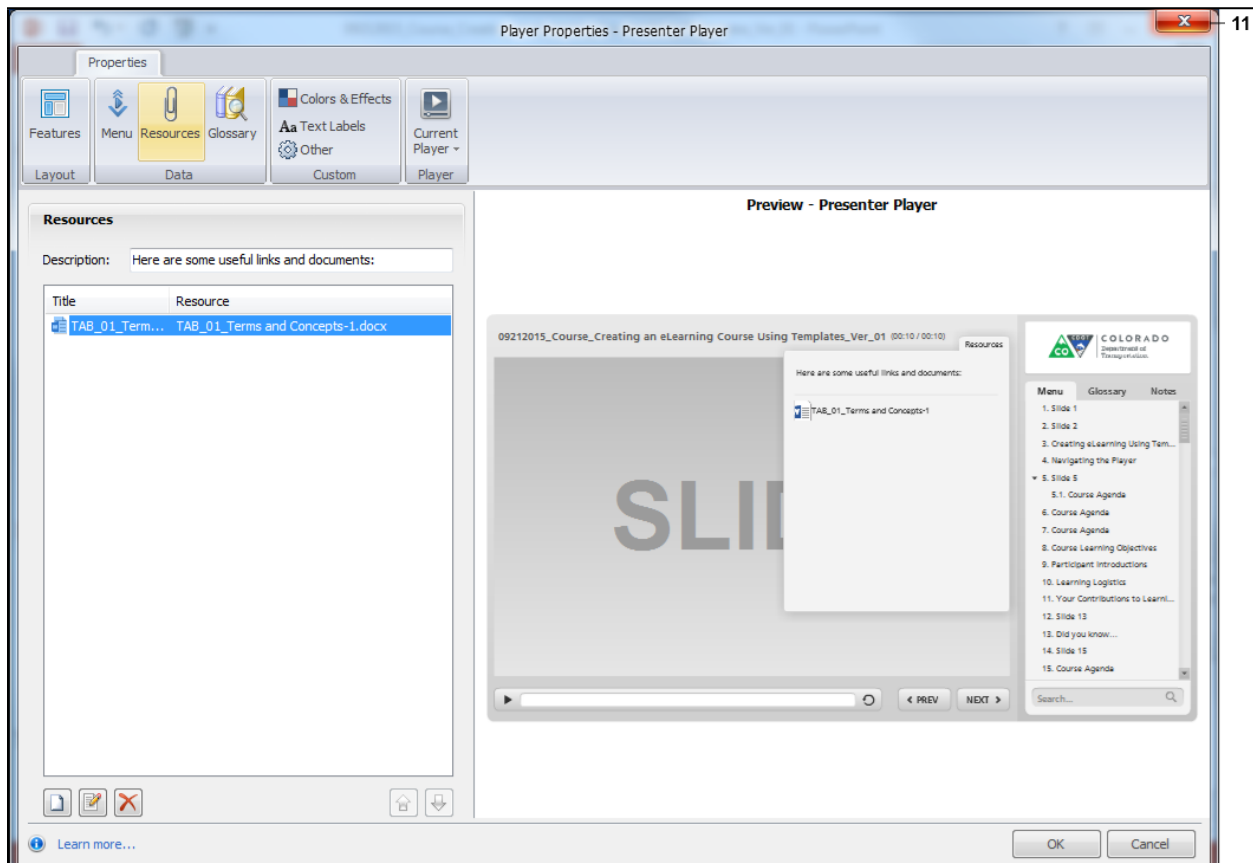 Player Properties - Presenter Player
11
Properties
Features
Menu
Resources
Glossary
Colors & Effects
Aa Text Labels
Other
Current
Player
Layout
Data
Custom
Player
Resources
Description: Here are some useful links and documents:
Title Resource
TAB_01_Term... TAB_01_Terms and Concepts-1.docx
Learn more...
Preview - Presenter Player
09212015_Course_Creating an eLearning Course Using Templates_Ver_01 (00:10 / 00:10)
Resources
Here are some useful links and documents:
TAB_01_Terms and Concepts-1
SLID
PREV
NEXT
CDOT
CO
COLORADO
Department of
Transportation
Menu Glossary Notes
1. Slide 1
2. Slide 2
3. Creating eLearning Using Tem...
4. Navigating the Player
5. Slide 5
5.1. Course Agenda
6. Course Agenda
7. Course Agenda
8. Course Learning Objectives
9. Participant Introductions
10. Learning Logistics
11. Your Contributions to Learni...
12. Slide 13
13. Did you know...
14. Slide 15
15. Course Agenda
Search...
OK
Cancel